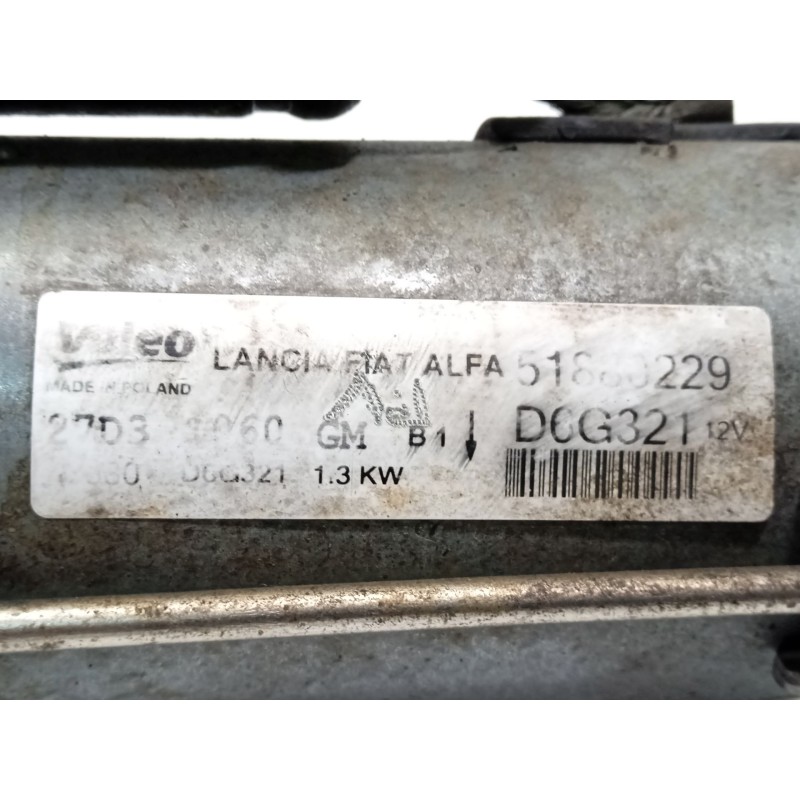 Valeo LANCIA FIAT ALFA
MADE IN POLAND
GM B1 D6G321 12V
D6G321 1.3 KW